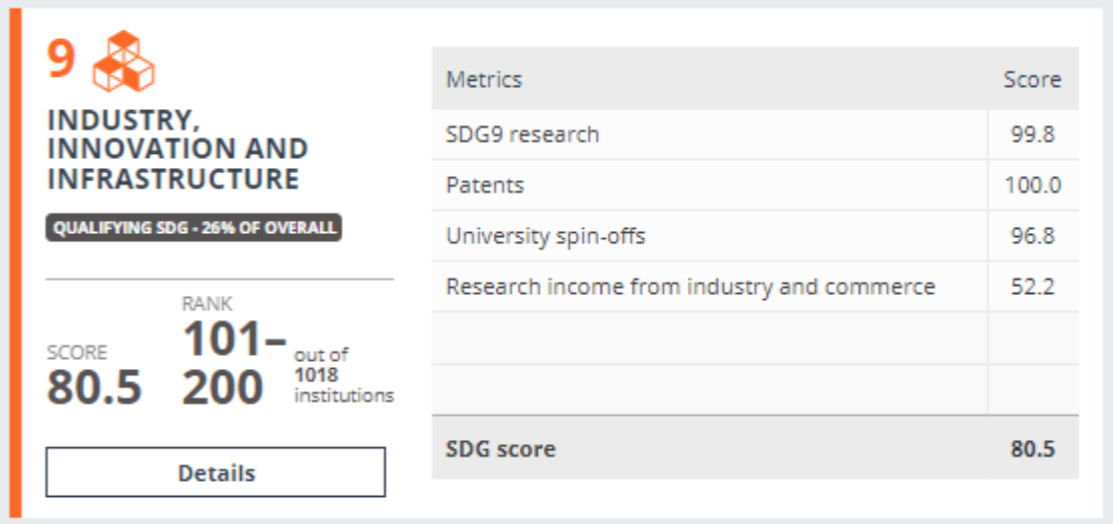 9
INDUSTRY,
INNOVATION AND
INFRASTRUCTURE
QUALIFYING SDG - 26% OF OVERALL
SCORE
80.5
RANK
101–
200
out of
1018
institutions
Details
Metrics Score
SDG9 research 99.8
Patents 100.0
University spin-offs 96.8
Research income from industry and commerce 52.2
SDG score 80.5